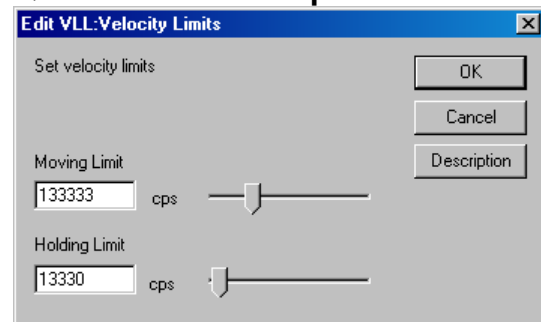 Edit VLL:Velocity Limits
Set velocity limits
OK
Cancel
Description
Moving Limit
133333 cps
Holding Limit
13330 cps